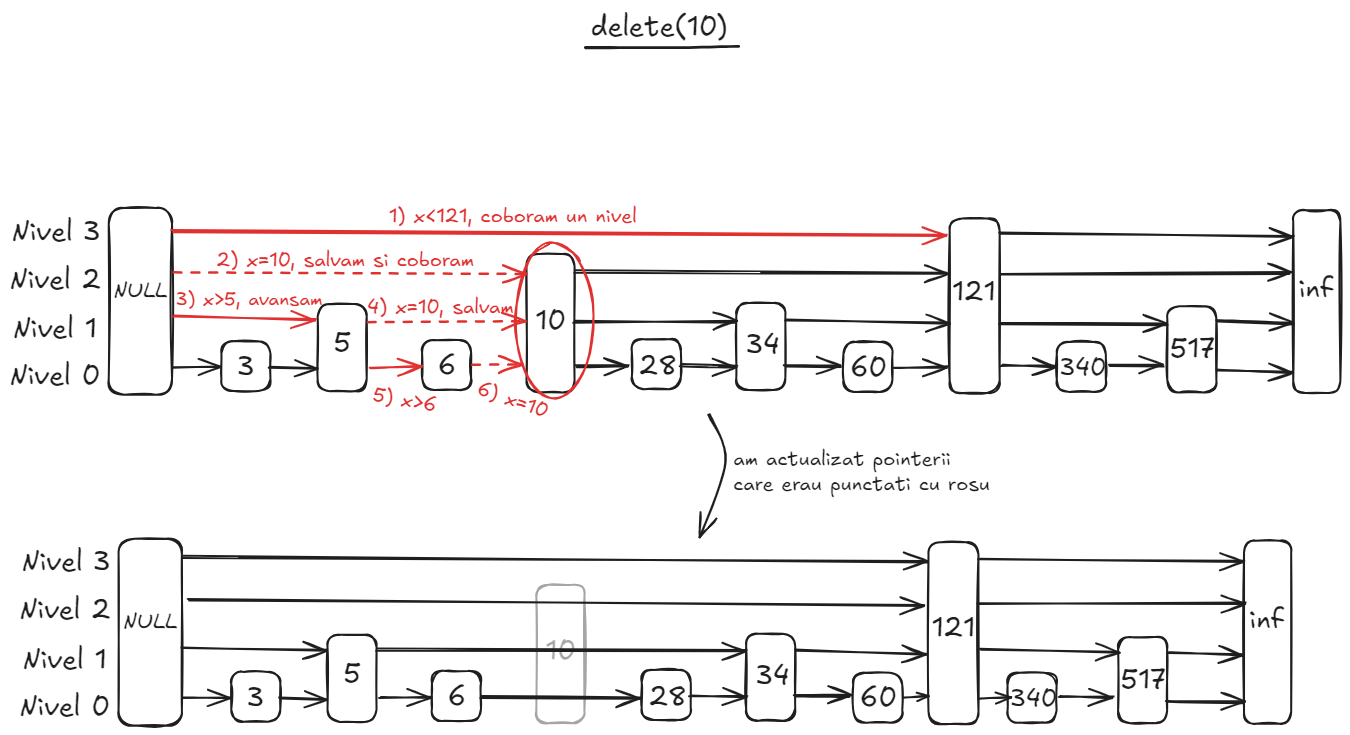 delete(10)
1) x<121, coboram un nivel
Nivel 3
2) x=10, salvam si coboram
Nivel 2
NULL
3) x>5, avansam
4) x=10, salvam
10
121
inf
Nivel 1
5
34
517
Nivel 0
3
6
28
60
340
5) x>6
6) x=10
am actualizat pointerii
care erau punctati cu rosu
Nivel 3
Nivel 2
NULL
121
inf
Nivel 1
10
5
34
517
Nivel 0
3
6
28
60
340